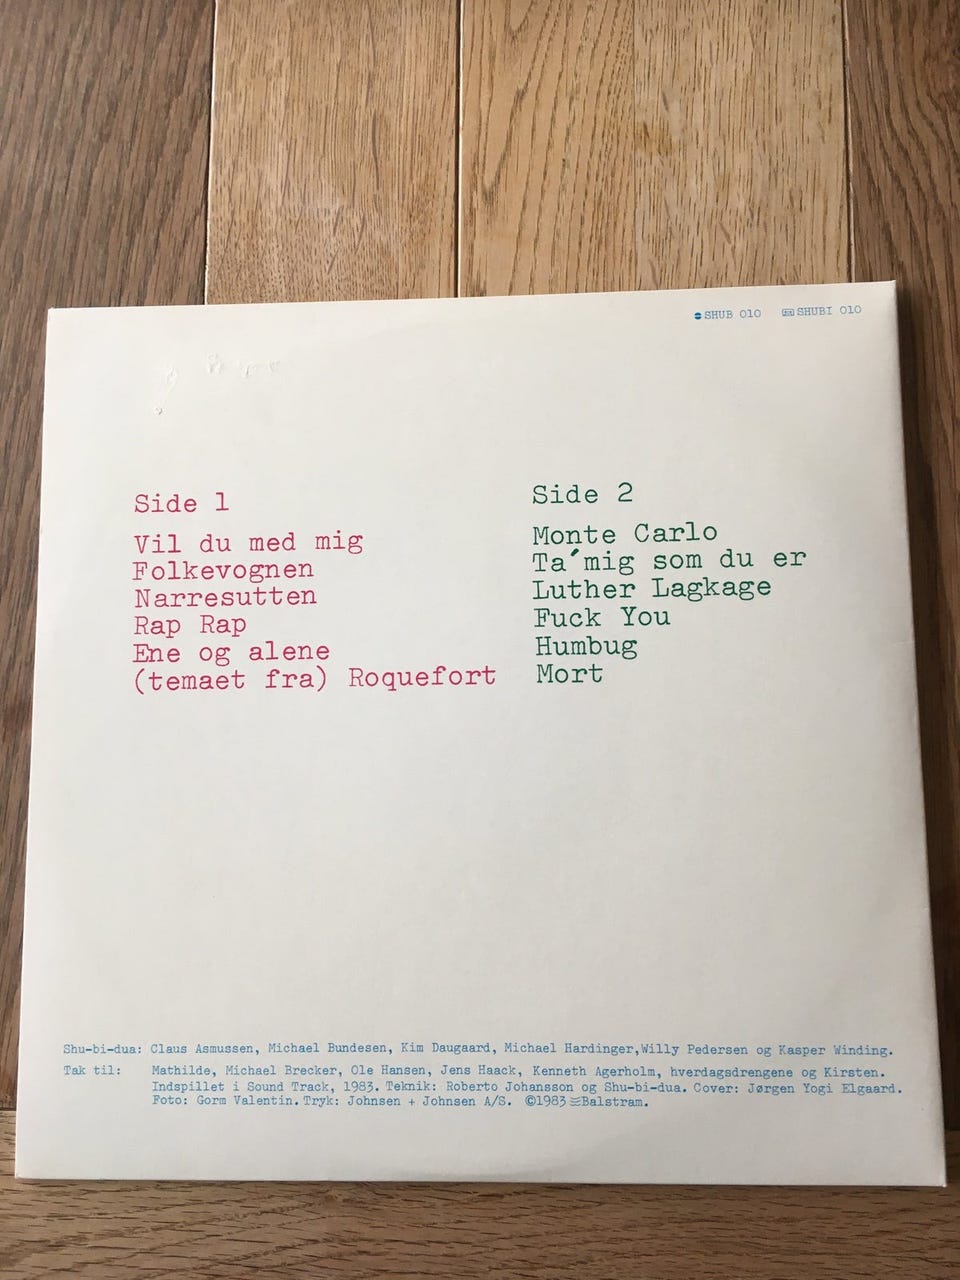 SHUB 010 SHUBI 010
Side 1
Vil du med mig
Folkevognen
Narresutten
Rap Rap
Ene og alene
(temaet fra) Roquefort
Side 2
Monte Carlo
Ta´mig som du er
Luther Lagkage
Fuck You
Humbug
Mort
Shu-bi-dua: Claus Asmussen, Michael Bundesen, Kim Daugaard, Michael Hardinger,Willy Pedersen og Kasper Winding.
Tak til: Mathilde, Michael Brecker, Ole Hansen, Jens Haack, Kenneth Agerholm, hverdagsdrengene og Kirsten.
Indspillet i Sound Track, 1983. Teknik: Roberto Johansson og Shu-bi-dua. Cover: Jørgen Yogi Elgaard.
Foto: Gorm Valentin. Tryk: Johnsen + Johnsen A/S. ©1983 Balstram.